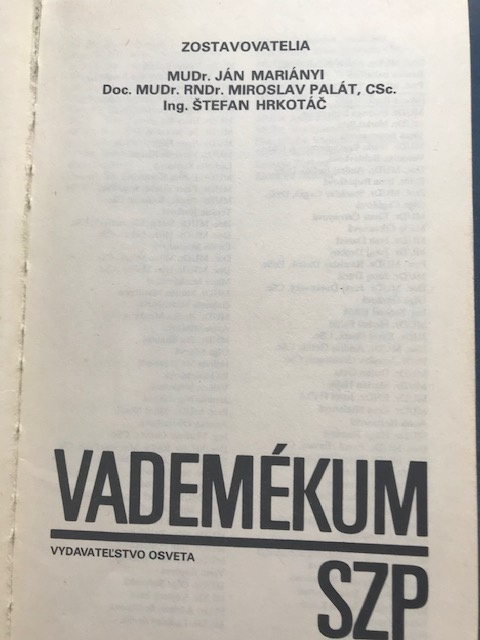 ZOSTAVOVATELIA
MUDr. JÁN MARIÁNYI
Doc. MUDr. RNDr. MIROSLAV PALÁT, CSc.
Ing. ŠTEFAN HRKOTÁČ
VADEMÉKUM
VYDAVATEĽSTVO OSVETA
SZP